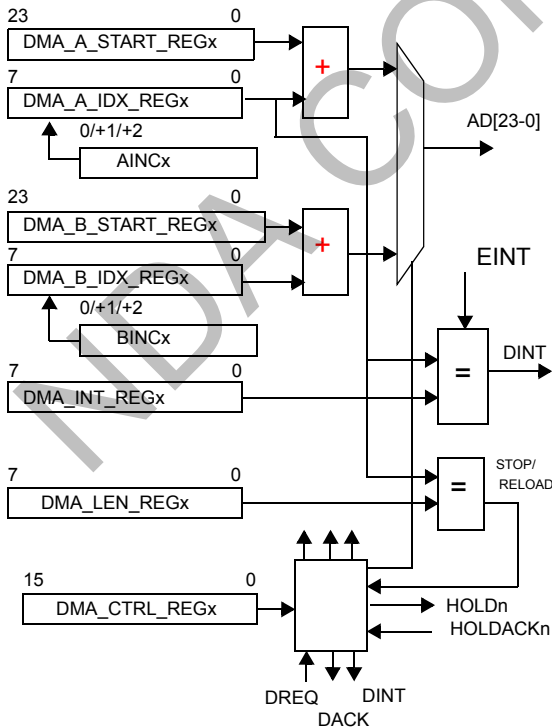 23 0
DMA_A_START_REGx
7 0
DMA_A_IDX_REGx
0/+1/+2
AINCx
+
AD[23-0]
23 0
DMA_B_START_REGx
7 0
DMA_B_IDX_REGx
0/+1/+2
BINCx
+
EINT
DINT
=
7 0
DMA_INT_REGx
7 0
DMA_LEN_REGx
=
STOP/
RELOAD
15 0
DMA_CTRL_REGx
HOLDn
HOLDACKn
DREQ
DINT
DACK
NDA CO